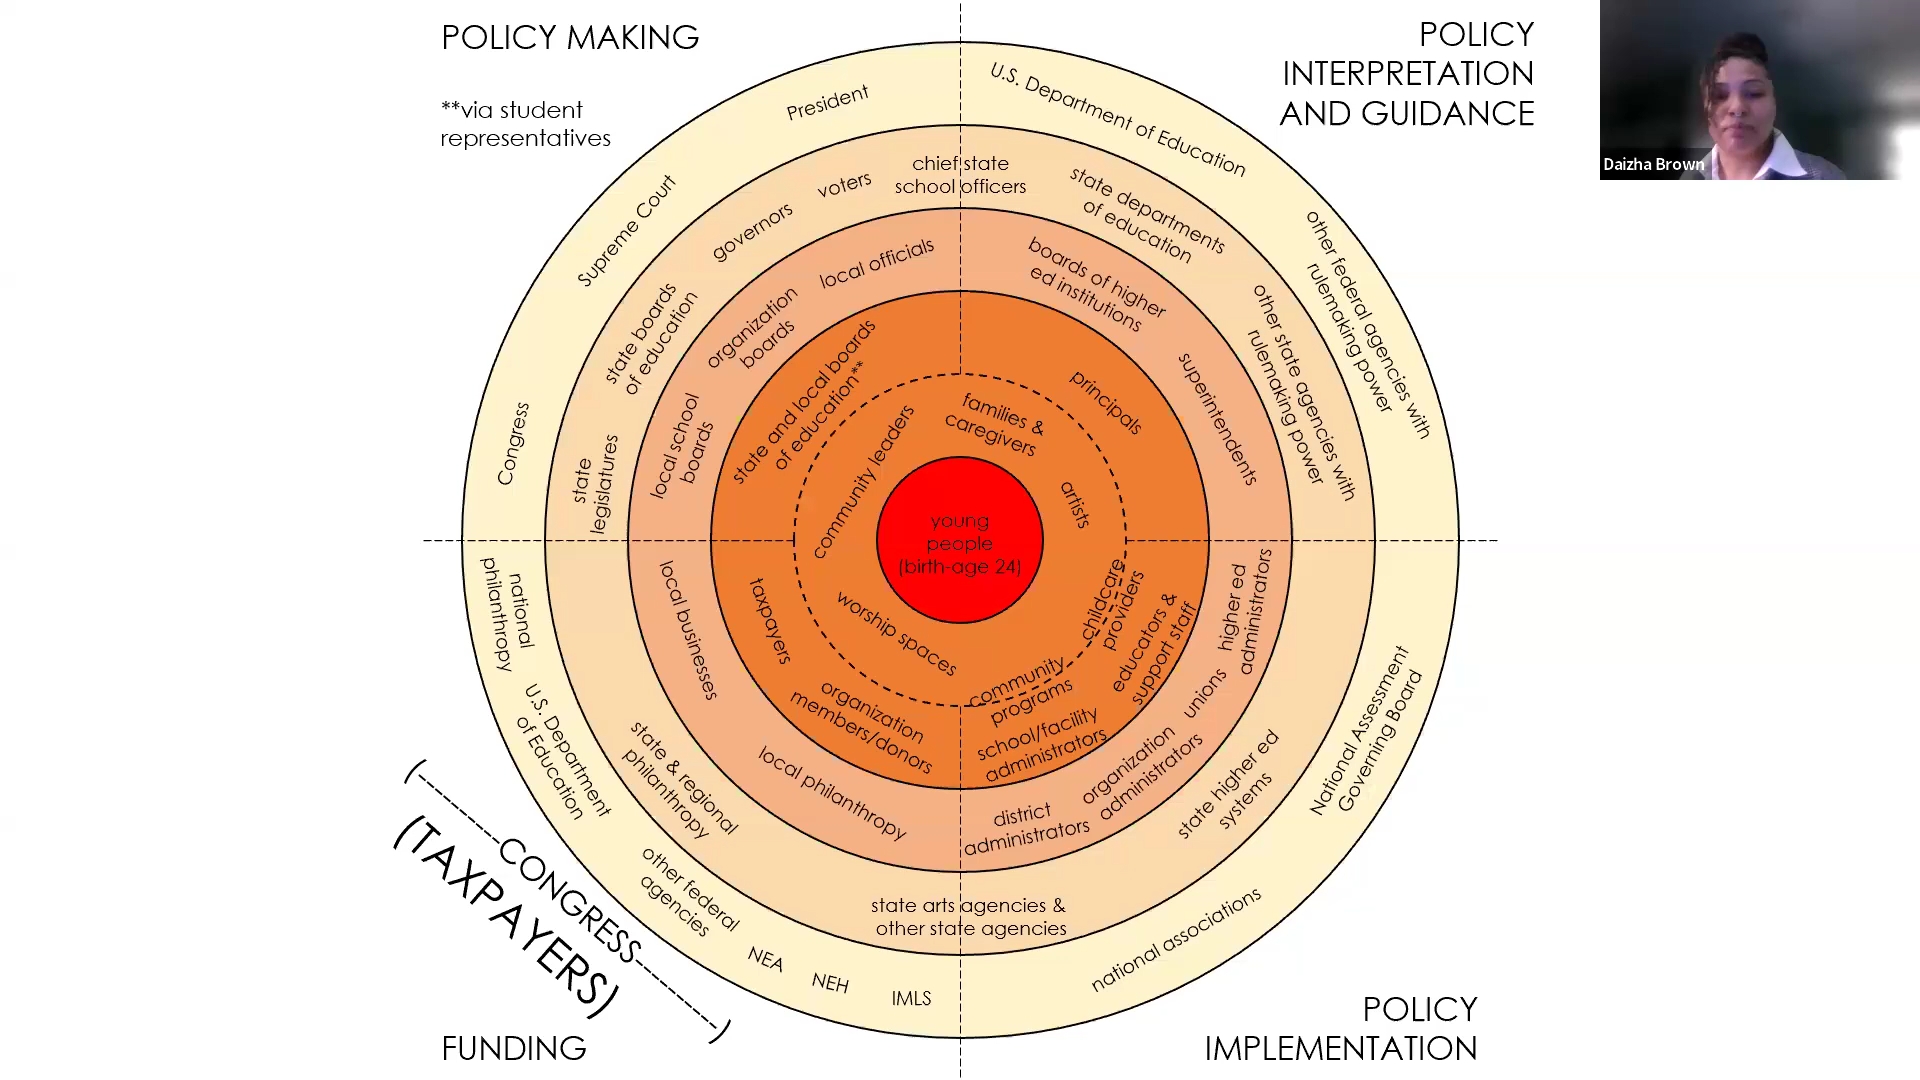 POLICY MAKING
**via student
representatives
POLICY
INTERPRETATION
AND GUIDANCE
Daizha Brown
President
Supreme Court
Congress
voters
governors
state boards
of education
state
legislatures
chief state
school officers
local officials
organization
boards
local school
boards
state and local boards
of education**
U.S. Department of Education
other federal agencies with
rulemaking power
state departments
of education
other state agencies with
rulemaking power
boards of higher
ed institutions
superintendents
principals
community leaders
families &
caregivers
artists
young
people
(birth-age 24)
worship spaces
childcare
providers
community
programs
educators &
support staff
school/facility
administrators
taxpayers
organization
members/donors
local businesses
local philanthropy
higher ed
administrators
unions
organization
administrators
district
administrators
state & regional
philanthropy
state higher ed
systems
state arts agencies &
other state agencies
national
philanthropy
U.S. Department
of Education
other federal
agencies
NEA
NEH
IMLS
National Assessment
Governing Board
national associations
(---CONGRESS---)
(TAXPAYERS)
FUNDING
POLICY
IMPLEMENTATION